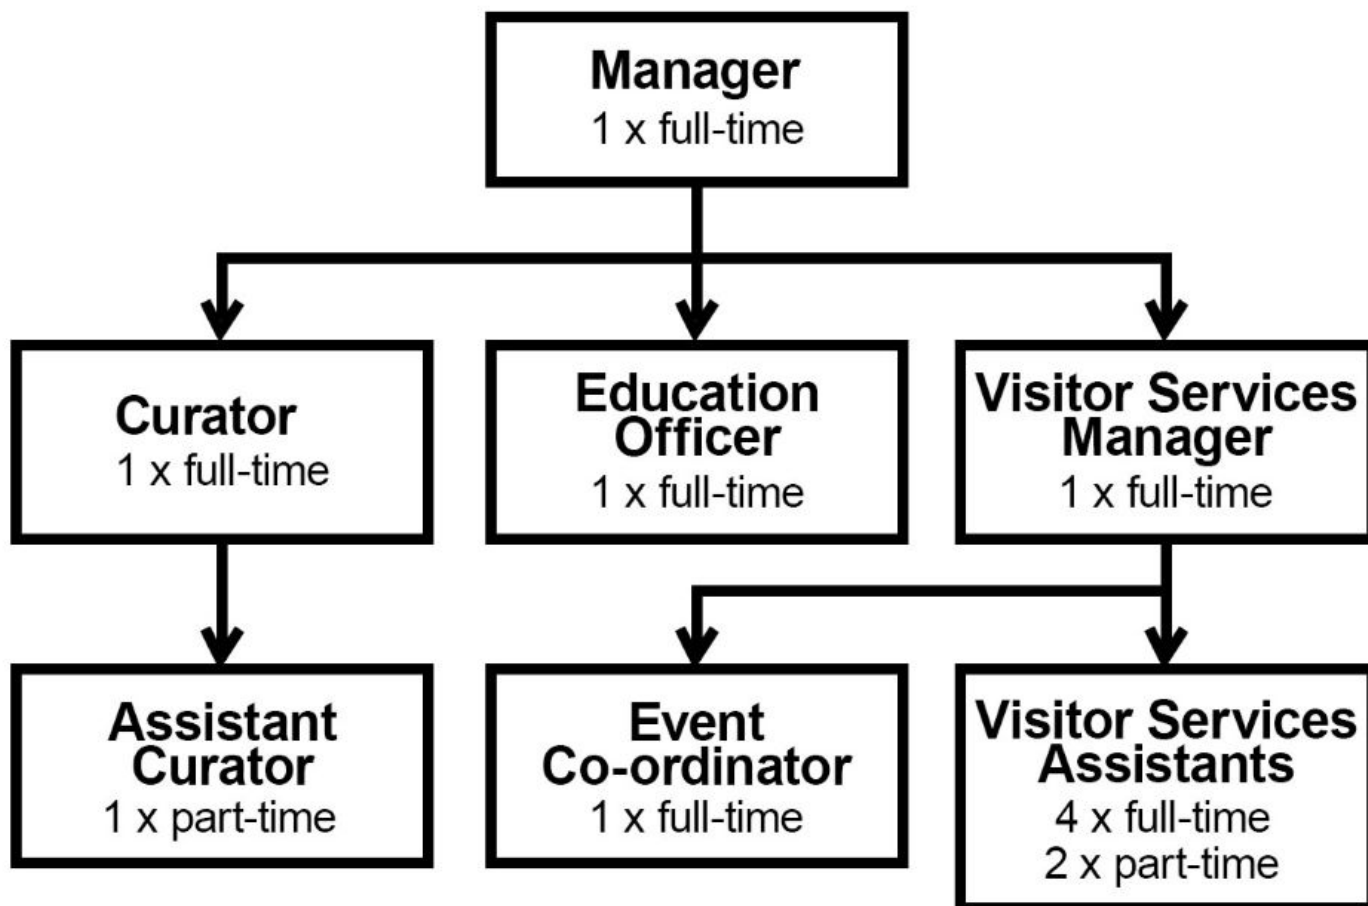 Manager
1 x full-time
Curator
1 x full-time
Education
Officer
1 x full-time
Visitor Services
Manager
1 x full-time
Assistant
Curator
1 x part-time
Event
Co-ordinator
1 x full-time
Visitor Services
Assistants
4 x full-time
2 x part-time